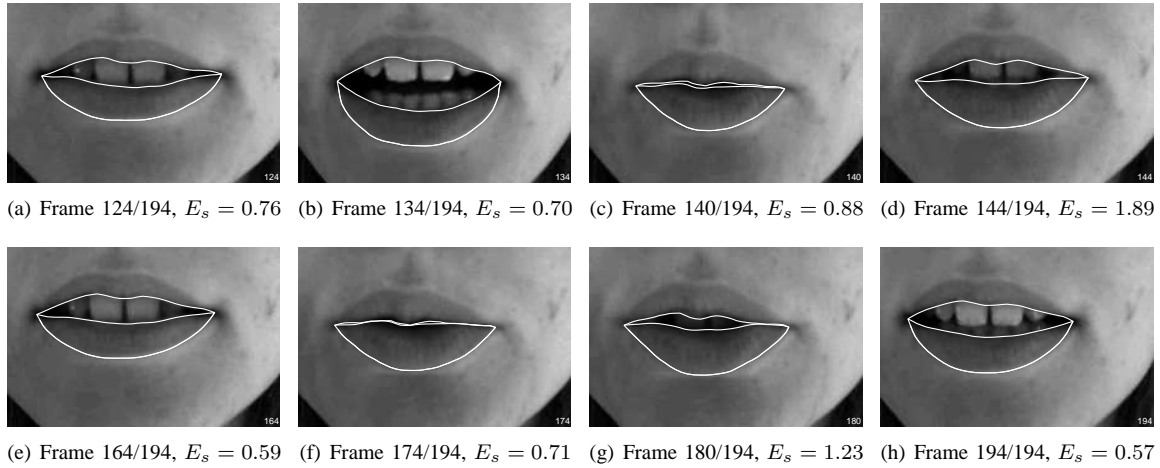 124
134
140
144
(a) Frame 124/194, E_s = 0.76
(b) Frame 134/194, E_s = 0.70
(c) Frame 140/194, E_s = 0.88
(d) Frame 144/194, E_s = 1.89
164
174
180
194
(e) Frame 164/194, E_s = 0.59
(f) Frame 174/194, E_s = 0.71
(g) Frame 180/194, E_s = 1.23
(h) Frame 194/194, E_s = 0.57